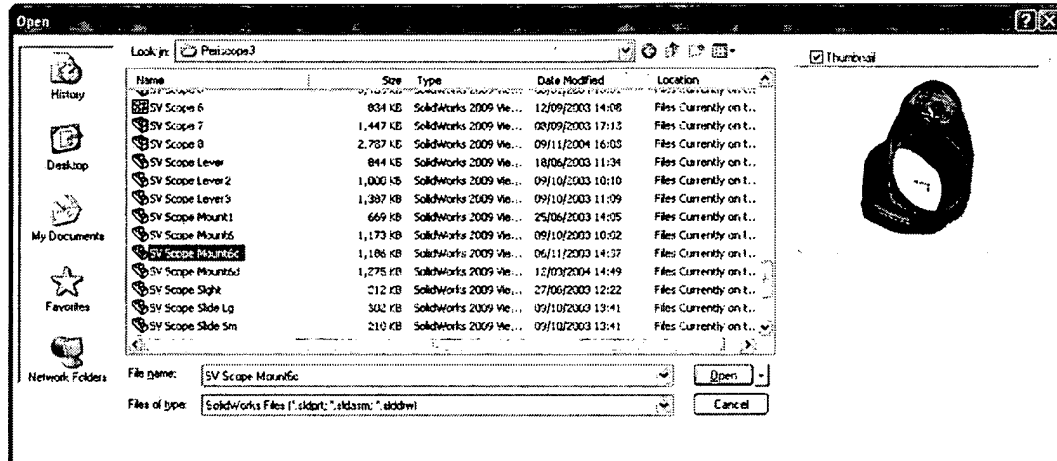 Open
Look in: Periscope3
Thumbnail
Name Size Type Date Modified Location
SV Scope 6 834 KB SolidWorks 2009 Vie... 12/09/2003 14:08 Files Currently on t...
SV Scope 7 1,447 KB SolidWorks 2009 Vie... 08/09/2003 17:13 Files Currently on t...
SV Scope 8 2,787 KB SolidWorks 2009 Vie... 09/11/2004 16:03 Files Currently on t...
SV Scope Lever 844 KB SolidWorks 2009 Vie... 18/06/2003 11:34 Files Currently on t...
SV Scope Lever2 1,000 KB SolidWorks 2009 Vie... 09/10/2003 10:10 Files Currently on t...
SV Scope Lever3 1,387 KB SolidWorks 2009 Vie... 09/10/2003 11:09 Files Currently on t...
SV Scope Mount1 669 KB SolidWorks 2009 Vie... 25/06/2003 14:05 Files Currently on t...
SV Scope Mount6 1,173 KB SolidWorks 2009 Vie... 09/10/2003 10:02 Files Currently on t...
SV Scope Mount6c 1,186 KB SolidWorks 2009 Vie... 06/11/2003 14:37 Files Currently on t...
SV Scope Mount6d 1,275 KB SolidWorks 2009 Vie... 12/03/2004 14:49 Files Currently on t...
SV Scope Sight 212 KB SolidWorks 2009 Vie... 27/06/2003 12:22 Files Currently on t...
SV Scope Slide Lg 302 KB SolidWorks 2009 Vie... 09/10/2003 13:41 Files Currently on t...
SV Scope Slide Sm 210 KB SolidWorks 2009 Vie... 09/10/2003 13:41 Files Currently on t...
History
Desktop
My Documents
Favorites
Network Folders
File name: SV Scope Mount6c Open
Files of type: SolidWorks Files (*.sldprt; *.sldasm; *.slddrw) Cancel